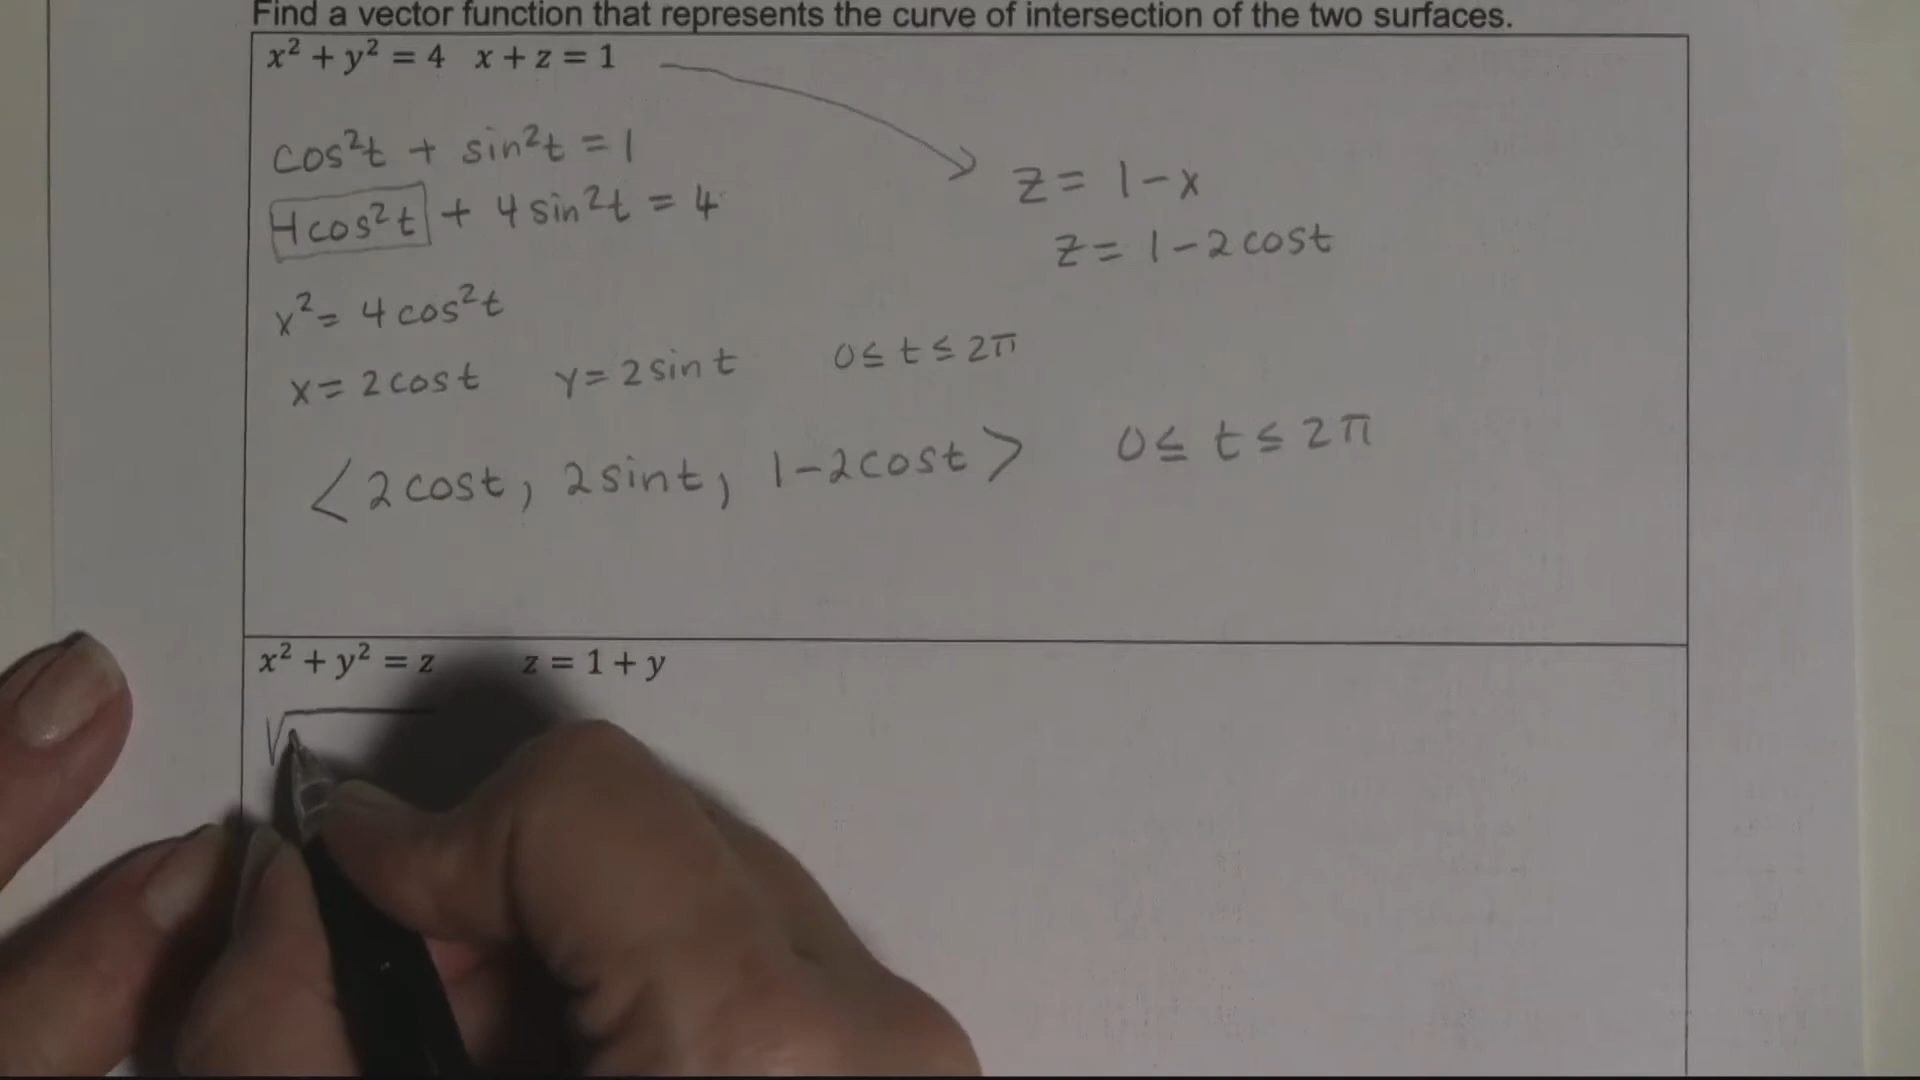 Find a vector function that represents the curve of intersection of the two surfaces.
x² + y² = 4 x + z = 1
cos²t + sin²t = 1
4cos²t + 4sin²t = 4
z = 1 - x
z = 1 - 2cost
x² = 4cos²t
x = 2cost y = 2sint 0 ≤ t ≤ 2π
<2cost, 2sint, 1-2cost> 0 ≤ t ≤ 2π
x² + y² = z z = 1 + y
√